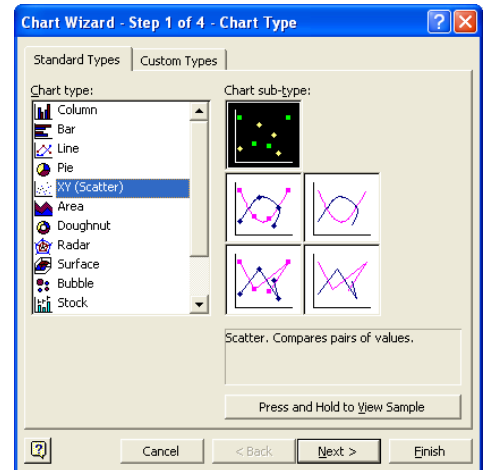 Chart Wizard - Step 1 of 4 - Chart Type
Standard Types
Custom Types
Chart type:
Column
Bar
Line
Pie
XY (Scatter)
Area
Doughnut
Radar
Surface
Bubble
Stock
Chart sub-type:
Scatter. Compares pairs of values.
Press and Hold to View Sample
Cancel
< Back
Next >
Finish